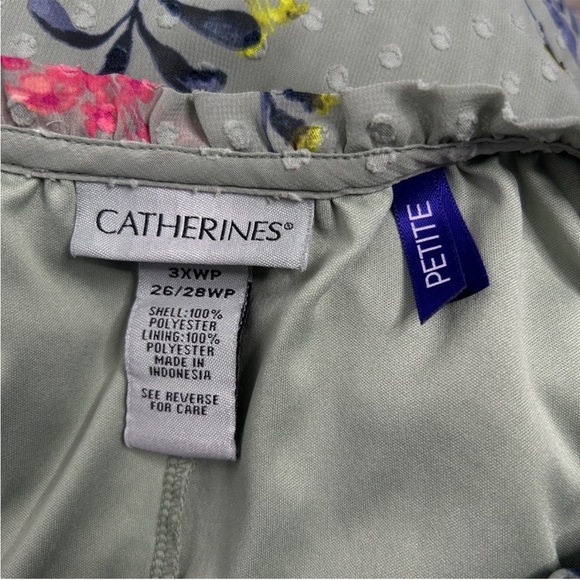 CATHERINES®
3XWP
26/28WP
SHELL:100%
POLYESTER
LINING:100%
POLYESTER
MADE IN
INDONESIA
SEE REVERSE
FOR CARE
PETITE